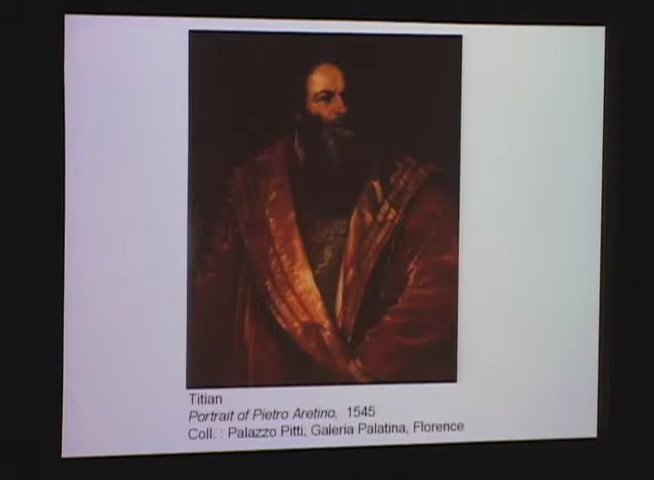 Titian
Portrait of Pietro Aretino, 1545
Coll. : Palazzo Pitti, Galeria Palatina, Florence